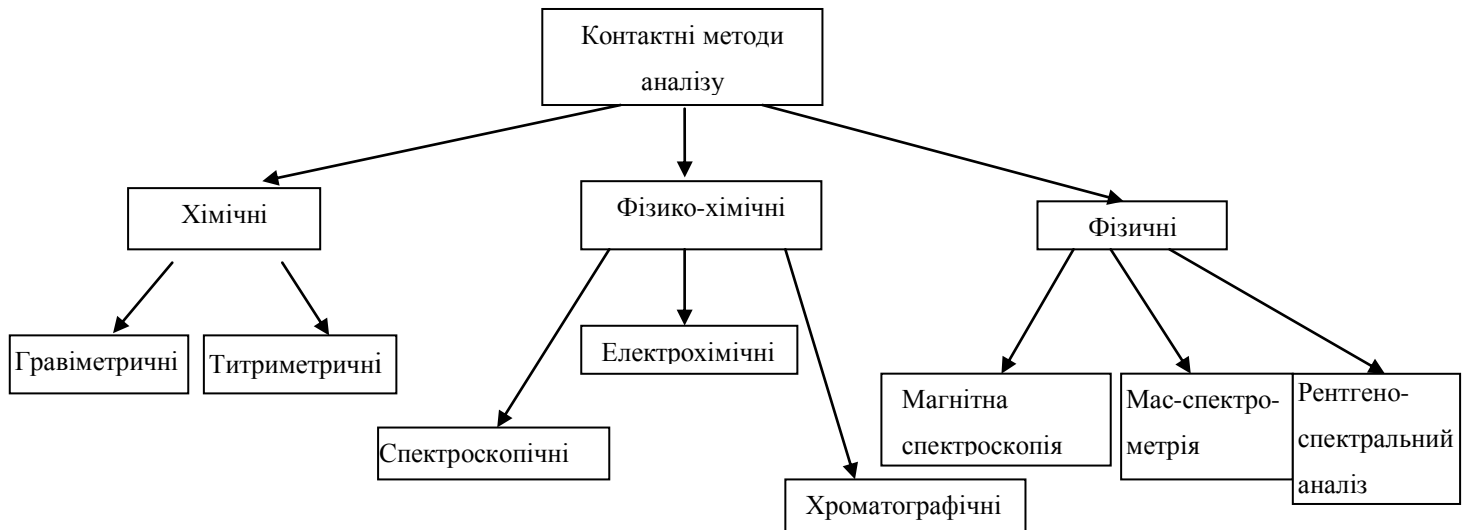 Контактні методи
аналізу
Хімічні
Фізико-хімічні
Фізичні
Гравіметричні
Титриметричні
Електрохімічні
Спектроскопічні
Хроматографічні
Магнітна
спектроскопія
Мас-спектро-
метрія
Рентгено-
спектральний
аналіз